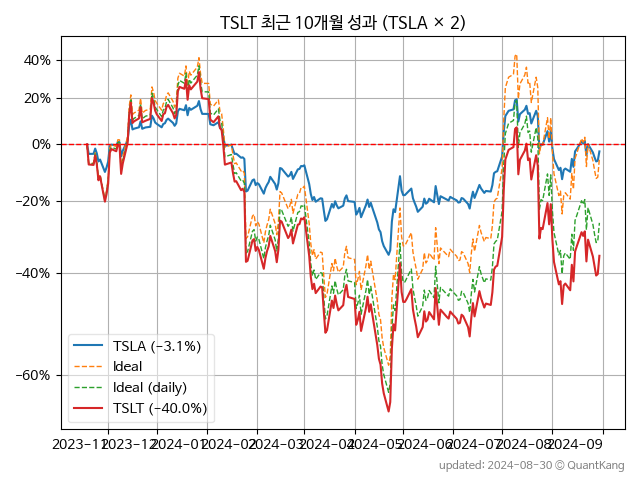 TSLT 최근 10개월 성과 (TSLA × 2)
40%
20%
0%
−20%
−40%
−60%
TSLA (−3.1%)
Ideal
Ideal (daily)
TSLT (−40.0%)
2023-11 2023-12 2024-01 2024-02 2024-03 2024-04 2024-05 2024-06 2024-07 2024-08 2024-09
updated: 2024-08-30 © QuantKang